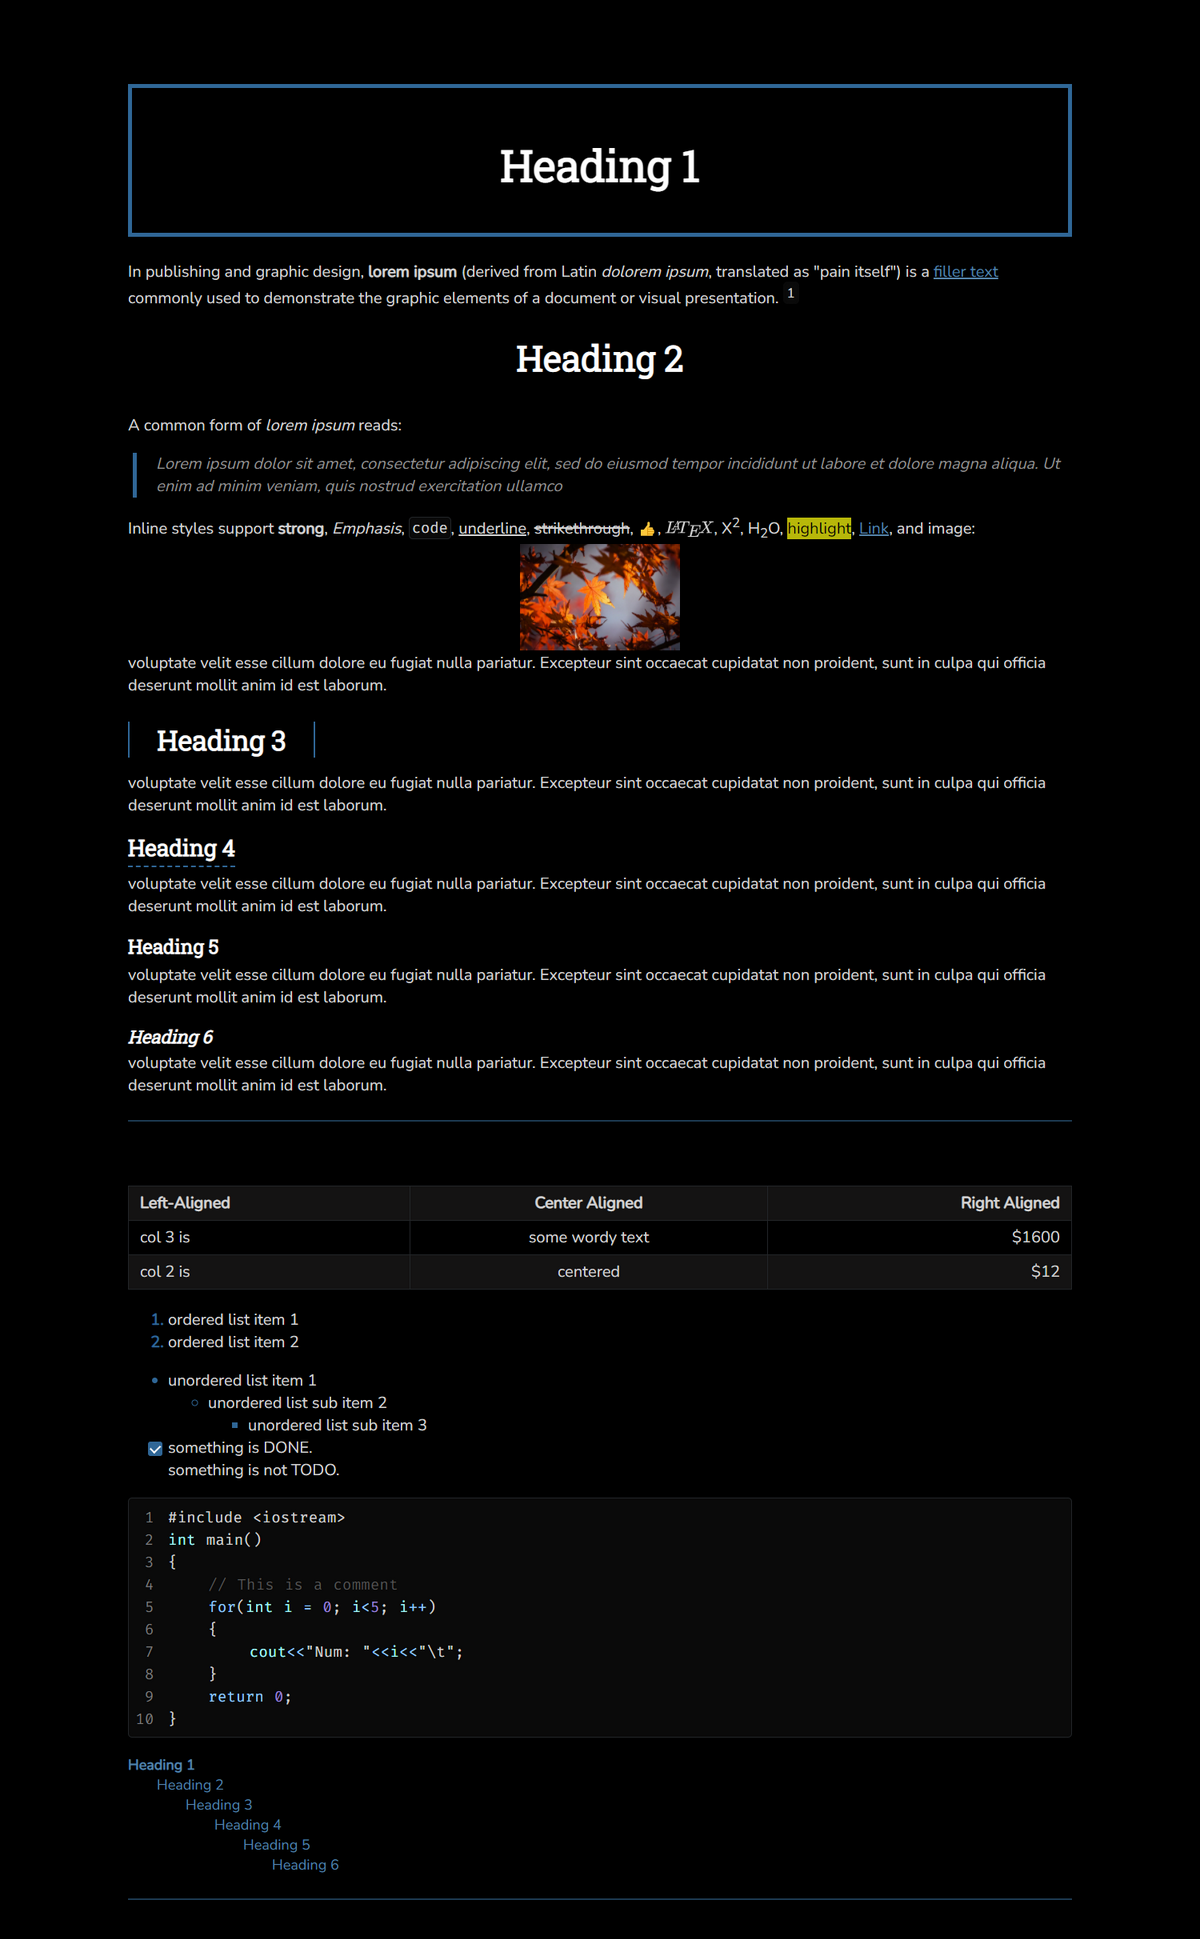 Heading 1
In publishing and graphic design, lorem ipsum (derived from Latin dolorem ipsum, translated as "pain itself") is a filler text
commonly used to demonstrate the graphic elements of a document or visual presentation. 1
Heading 2
A common form of lorem ipsum reads:
Lorem ipsum dolor sit amet, consectetur adipiscing elit, sed do eiusmod tempor incididunt ut labore et dolore magna aliqua. Ut
enim ad minim veniam, quis nostrud exercitation ullamco
Inline styles support strong, Emphasis, code, underline, strikethrough, 👍, LATEX, X², H₂O, highlight, Link, and image:
voluptate velit esse cillum dolore eu fugiat nulla pariatur. Excepteur sint occaecat cupidatat non proident, sunt in culpa qui officia
deserunt mollit anim id est laborum.
Heading 3
voluptate velit esse cillum dolore eu fugiat nulla pariatur. Excepteur sint occaecat cupidatat non proident, sunt in culpa qui officia
deserunt mollit anim id est laborum.
Heading 4
voluptate velit esse cillum dolore eu fugiat nulla pariatur. Excepteur sint occaecat cupidatat non proident, sunt in culpa qui officia
deserunt mollit anim id est laborum.
Heading 5
voluptate velit esse cillum dolore eu fugiat nulla pariatur. Excepteur sint occaecat cupidatat non proident, sunt in culpa qui officia
deserunt mollit anim id est laborum.
Heading 6
voluptate velit esse cillum dolore eu fugiat nulla pariatur. Excepteur sint occaecat cupidatat non proident, sunt in culpa qui officia
deserunt mollit anim id est laborum.
Left-Aligned Center Aligned Right Aligned
col 3 is some wordy text $1600
col 2 is centered $12
1. ordered list item 1
2. ordered list item 2
• unordered list item 1
◦ unordered list sub item 2
▪ unordered list sub item 3
something is DONE.
something is not TODO.
1 #include <iostream>
2 int main()
3 {
4     // This is a comment
5     for(int i = 0; i<5; i++)
6     {
7         cout<<"Num: "<<i<<"\t";
8     }
9     return 0;
10 }
Heading 1
Heading 2
Heading 3
Heading 4
Heading 5
Heading 6